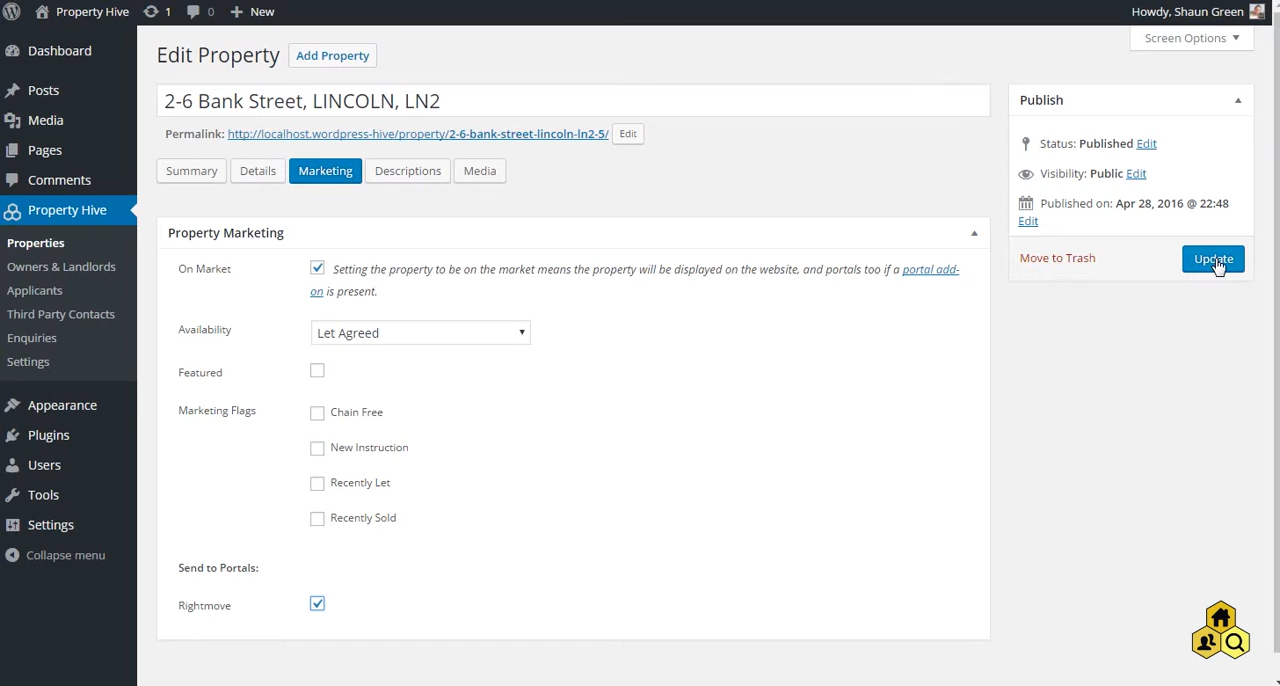 Property Hive 1 0 New Howdy, Shaun Green
Screen Options
Dashboard
Posts
Media
Pages
Comments
Property Hive
Properties
Owners & Landlords
Applicants
Third Party Contacts
Enquiries
Settings
Appearance
Plugins
Users
Tools
Settings
Collapse menu
Edit Property Add Property
2-6 Bank Street, LINCOLN, LN2
Permalink: http://localhost.wordpress-hive/property/2-6-bank-street-lincoln-ln2-5/ Edit
Summary Details Marketing Descriptions Media
Property Marketing
On Market Setting the property to be on the market means the property will be displayed on the website, and portals too if a portal add-
on is present.
Availability Let Agreed
Featured
Marketing Flags Chain Free
New Instruction
Recently Let
Recently Sold
Send to Portals:
Rightmove
Publish
Status: Published Edit
Visibility: Public Edit
Published on: Apr 28, 2016 @ 22:48
Edit
Move to Trash Update